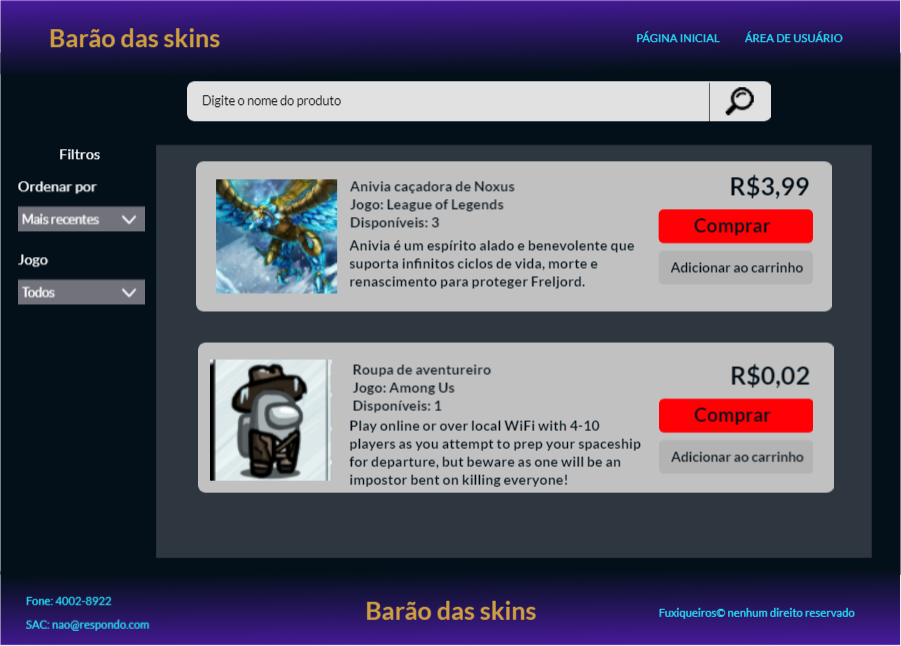 Barão das skins
PÁGINA INICIAL
ÁREA DE USUÁRIO
Digite o nome do produto
Filtros
Ordenar por
Mais recentes
Jogo
Todos
Anivia caçadora de Noxus
Jogo: League of Legends
Disponíveis: 3
Anivia é um espírito alado e benevolente que
suporta infinitos ciclos de vida, morte e
renascimento para proteger Freljord.
R$3,99
Comprar
Adicionar ao carrinho
Roupa de aventureiro
Jogo: Among Us
Disponíveis: 1
Play online or over local WiFi with 4-10
players as you attempt to prep your spaceship
for departure, but beware as one will be an
impostor bent on killing everyone!
R$0,02
Comprar
Adicionar ao carrinho
Fone: 4002-8922
SAC: nao@respondo.com
Barão das skins
Fuxiqueiros© nenhum direito reservado